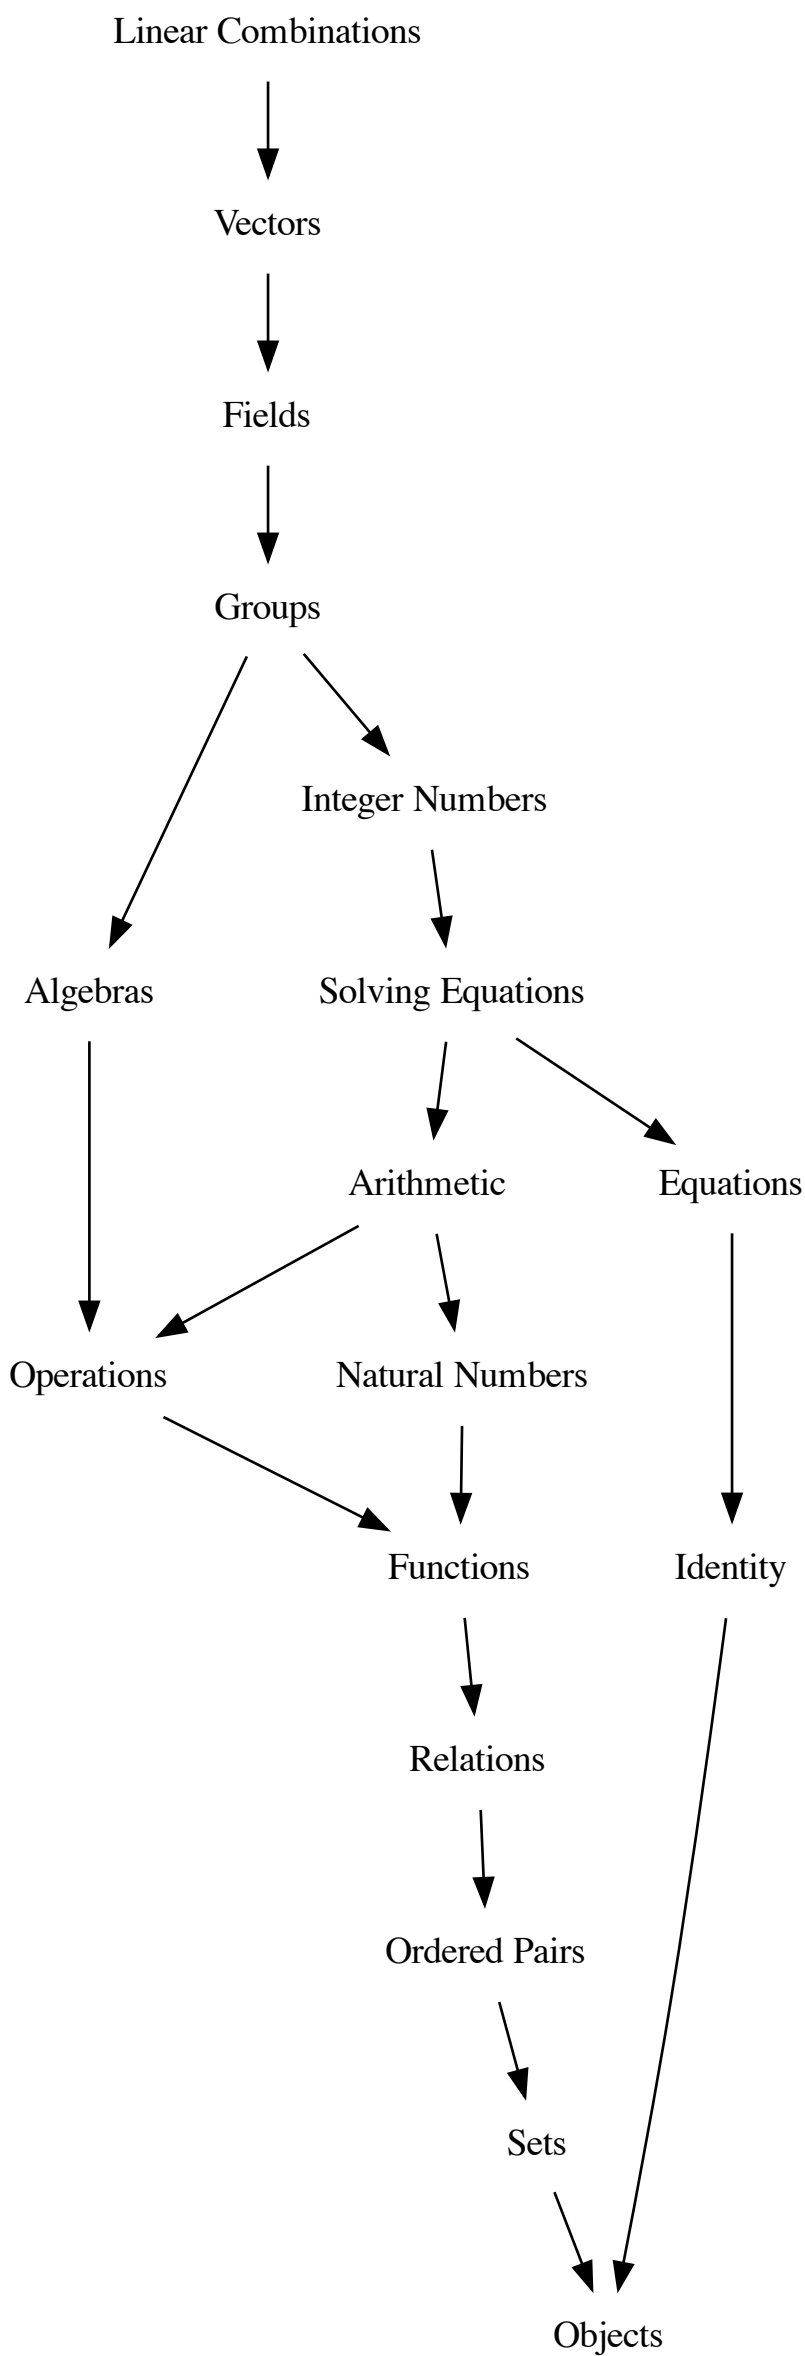 Linear Combinations
Vectors
Fields
Groups
Integer Numbers
Algebras
Solving Equations
Arithmetic
Equations
Operations
Natural Numbers
Functions
Identity
Relations
Ordered Pairs
Sets
Objects